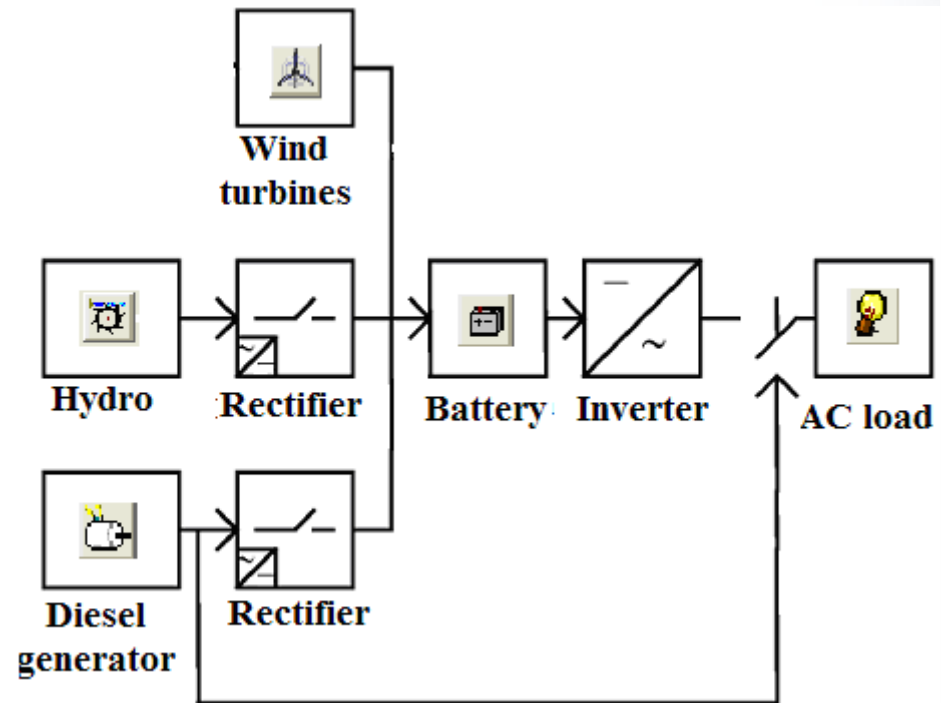 Wind
turbines
Hydro
Rectifier
Battery
Inverter
AC load
Diesel
generator
Rectifier